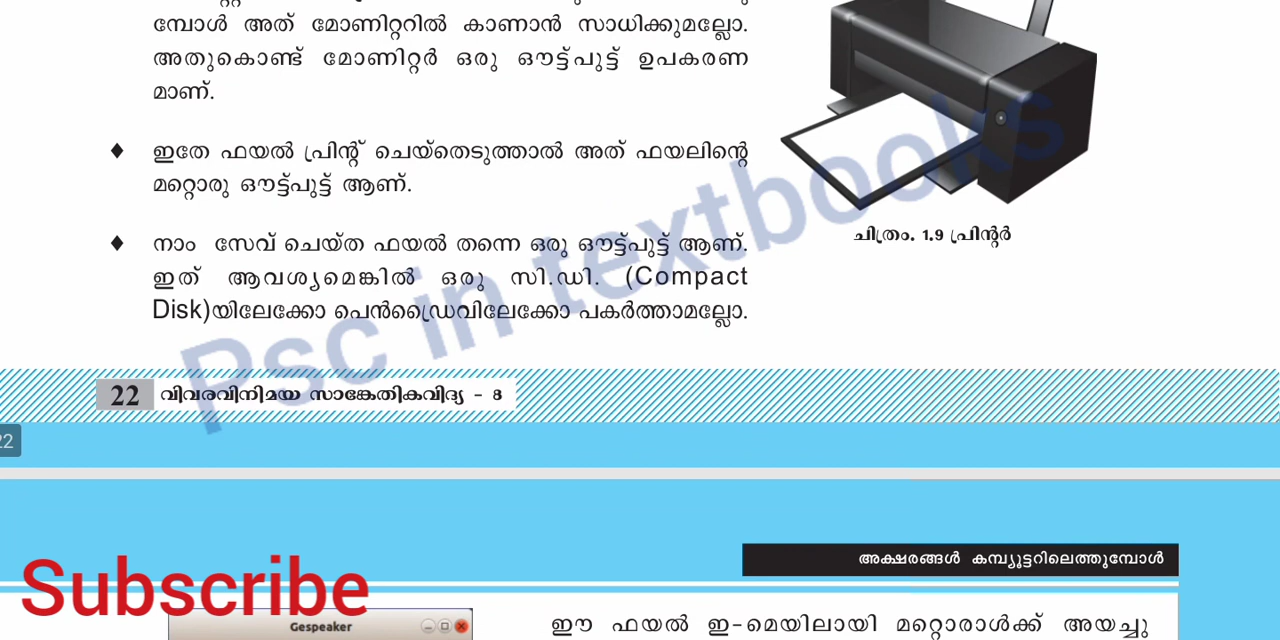 മ്പോൾ അത് മോണിറ്ററിൽ കാണാൻ സാധിക്കുമല്ലോ.
അതുകൊണ്ട് മോണിറ്റർ ഒരു ഔട്ട്പുട്ട് ഉപകരണ
മാണ്.
♦ ഇതേ ഫയൽ പ്രിന്റ് ചെയ്തെടുത്താൽ അത് ഫയലിന്റെ
മറ്റൊരു ഔട്ട്പുട്ട് ആണ്.
♦ നാം സേവ് ചെയ്ത ഫയൽ തന്നെ ഒരു ഔട്ട്പുട്ട് ആണ്.
ഇത് ആവശ്യമെങ്കിൽ ഒരു സി.ഡി. (Compact
Disk)യിലേക്കോ പെൻഡ്രൈവിലേക്കോ പകർത്താമല്ലോ.
ചിത്രം. 1.9 പ്രിന്റർ
Psc in textbooks
22 വിവരവിനിമയ സാങ്കേതികവിദ്യ - 8
22
അക്ഷരങ്ങൾ കമ്പ്യൂട്ടറിലെത്തുമ്പോൾ
Subscribe
Gespeaker
ഈ ഫയൽ ഇ-മെയിലായി മറ്റൊരാൾക്ക് അയച്ചു